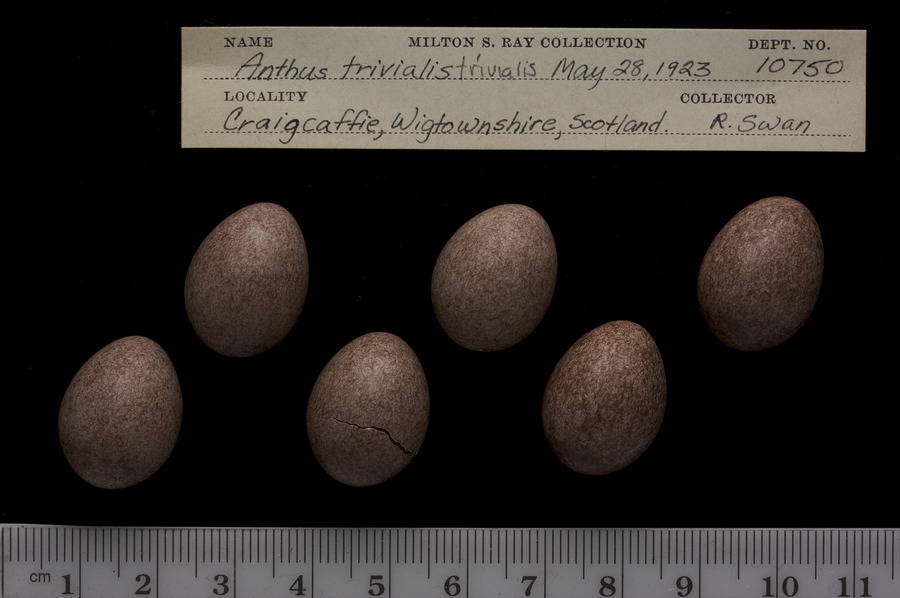 NAME MILTON S. RAY COLLECTION DEPT. NO.
Anthus trivialis trivialis May 28, 1923 10750
LOCALITY COLLECTOR
Craigcaffie, Wigtownshire, Scotland. R. Swan
cm 1 2 3 4 5 6 7 8 9 10 11